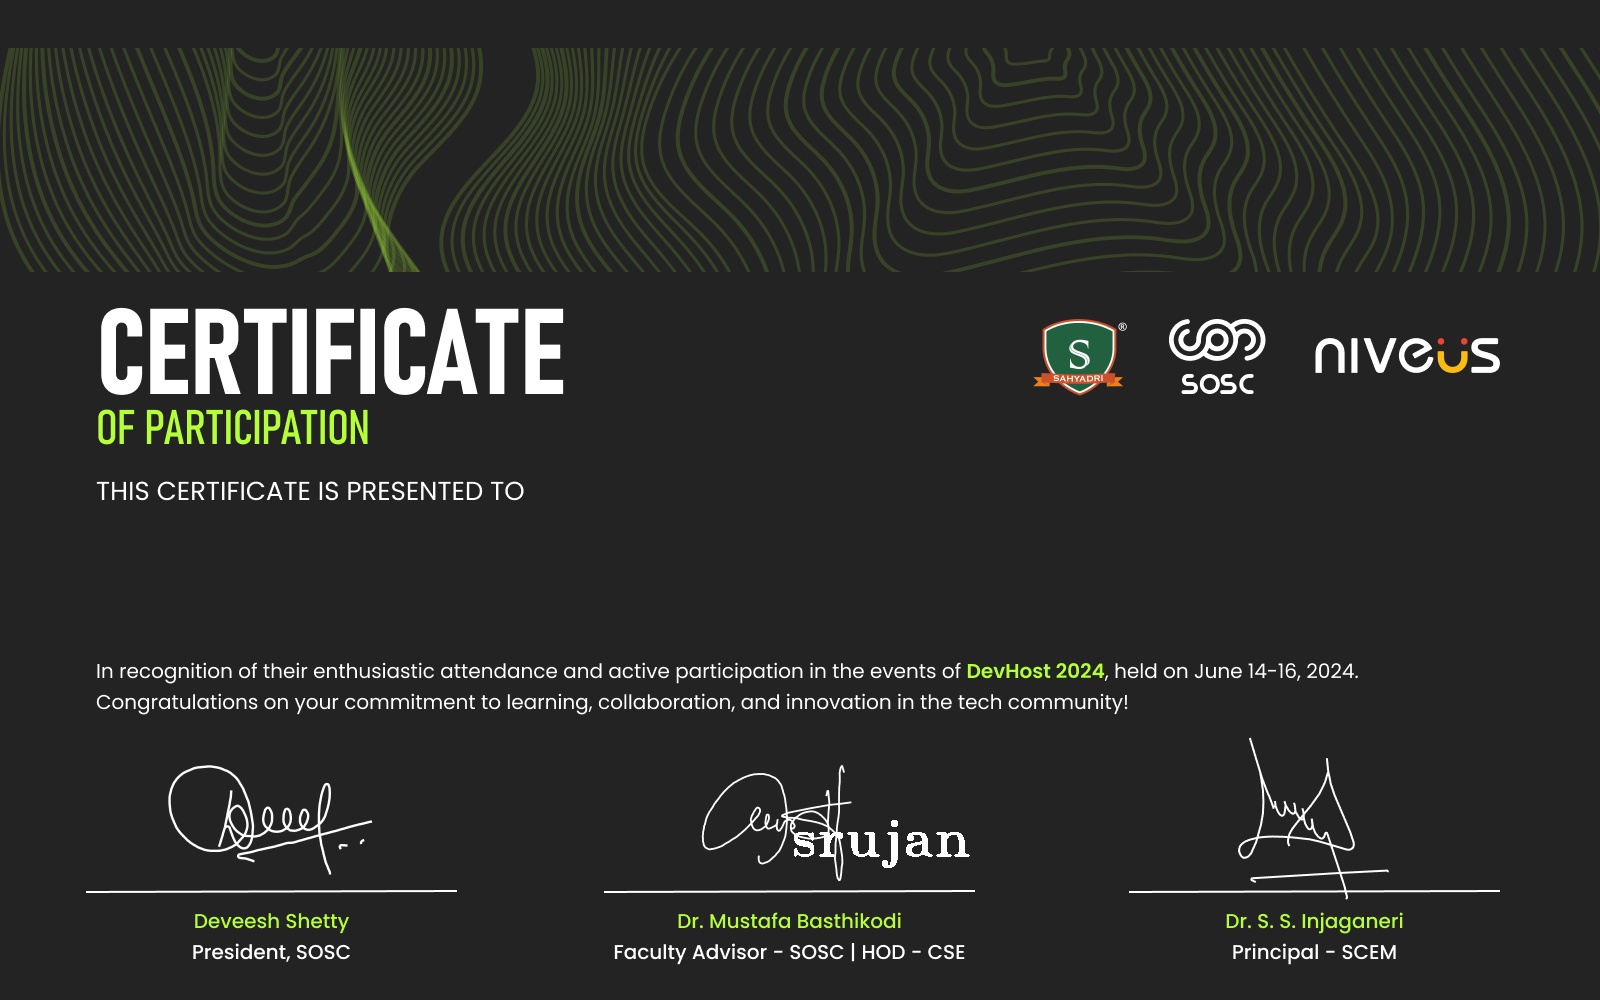 CERTIFICATE
OF PARTICIPATION
S
SAHYADRI
®
SOSC
niveüs
THIS CERTIFICATE IS PRESENTED TO
In recognition of their enthusiastic attendance and active participation in the events of DevHost 2024, held on June 14-16, 2024.
Congratulations on your commitment to learning, collaboration, and innovation in the tech community!
srujan
Deveesh Shetty
President, SOSC
Dr. Mustafa Basthikodi
Faculty Advisor - SOSC | HOD - CSE
Dr. S. S. Injaganeri
Principal - SCEM